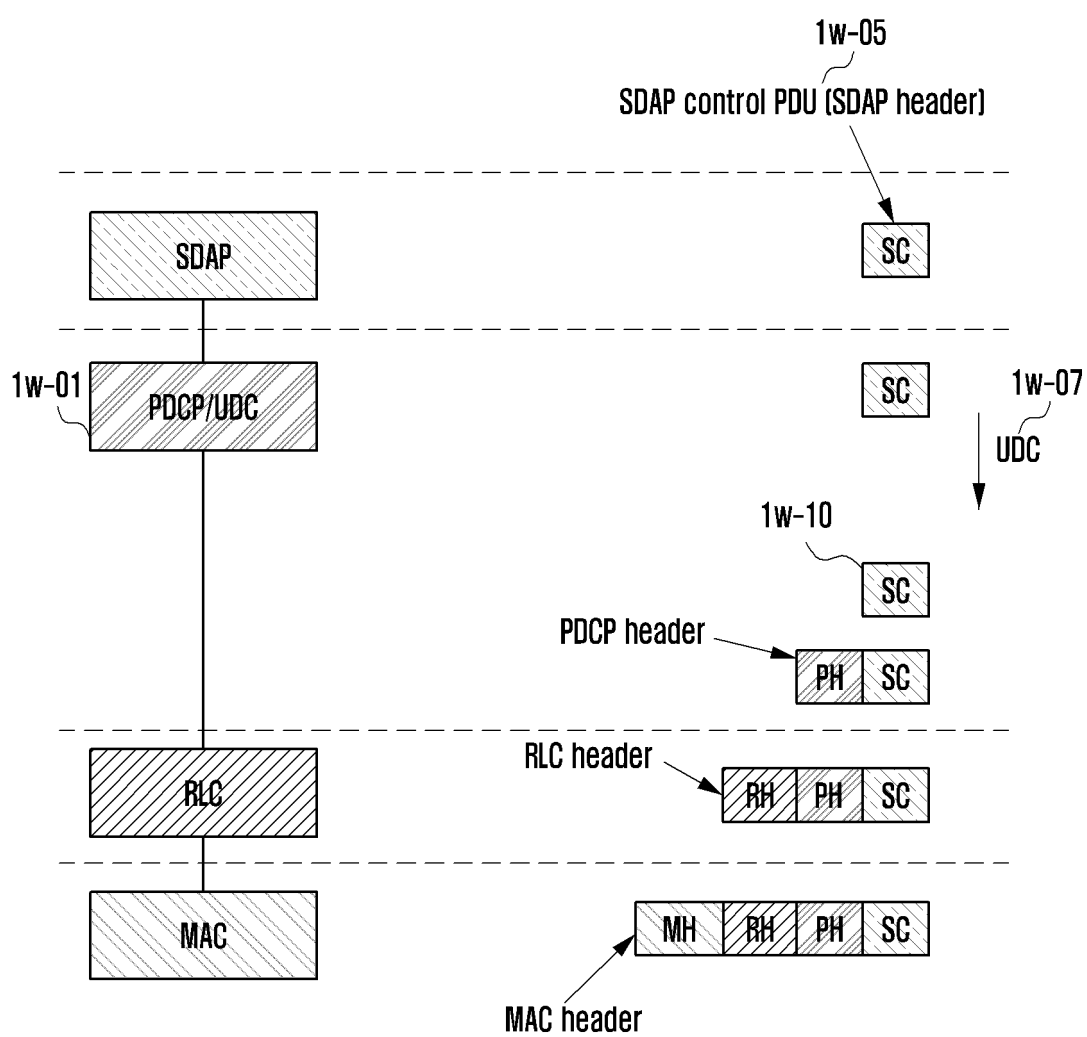 1w-05
SDAP control PDU (SDAP header)
SDAP
SC
1w-01
PDCP/UDC
SC
1w-07
UDC
1w-10
SC
PDCP header
PH SC
RLC header
RLC
RH PH SC
MAC
MH RH PH SC
MAC header